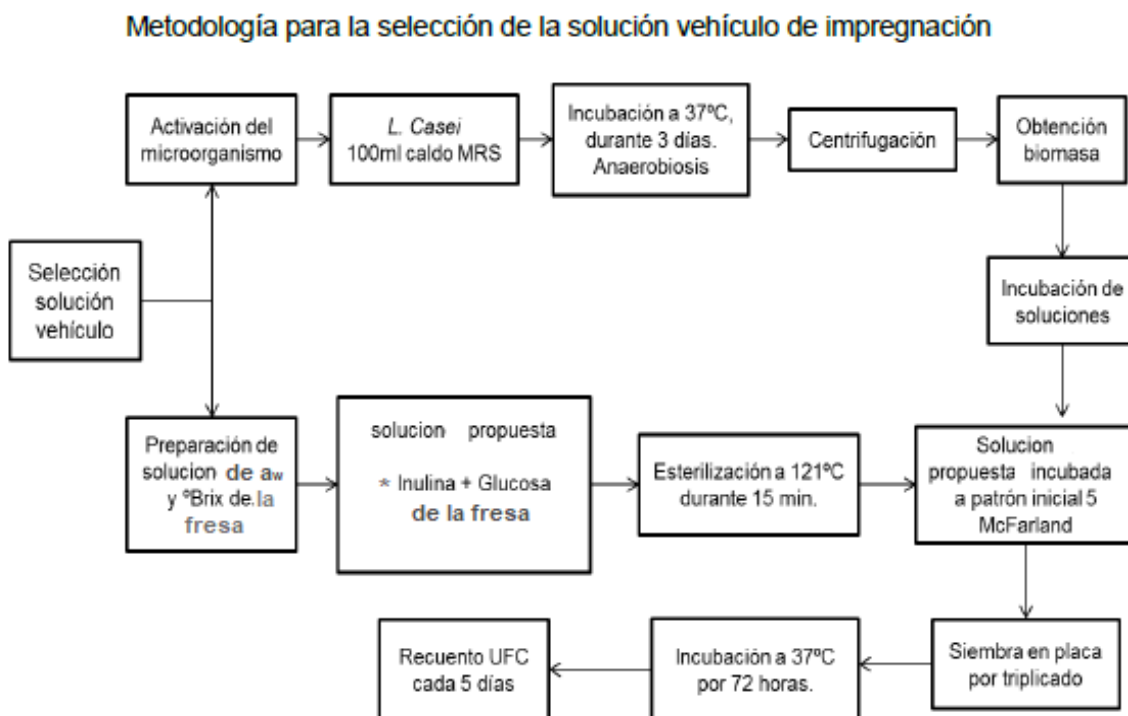 Metodología para la selección de la solución vehículo de impregnación
Activación del
microorganismo
L. Casei
100ml caldo MRS
Incubación a 37ºC,
durante 3 días.
Anaerobiosis
Centrifugación
Obtención
biomasa
Selección
solución
vehículo
Incubación de
soluciones
Preparación de
solucion de aw
y ºBrix de.la
fresa
solucion propuesta
* Inulina + Glucosa
de la fresa
Esterilización a 121ºC
durante 15 min.
Solucion
propuesta incubada
a patrón inicial 5
McFarland
Recuento UFC
cada 5 días
Incubación a 37ºC
por 72 horas.
Siembra en placa
por triplicado